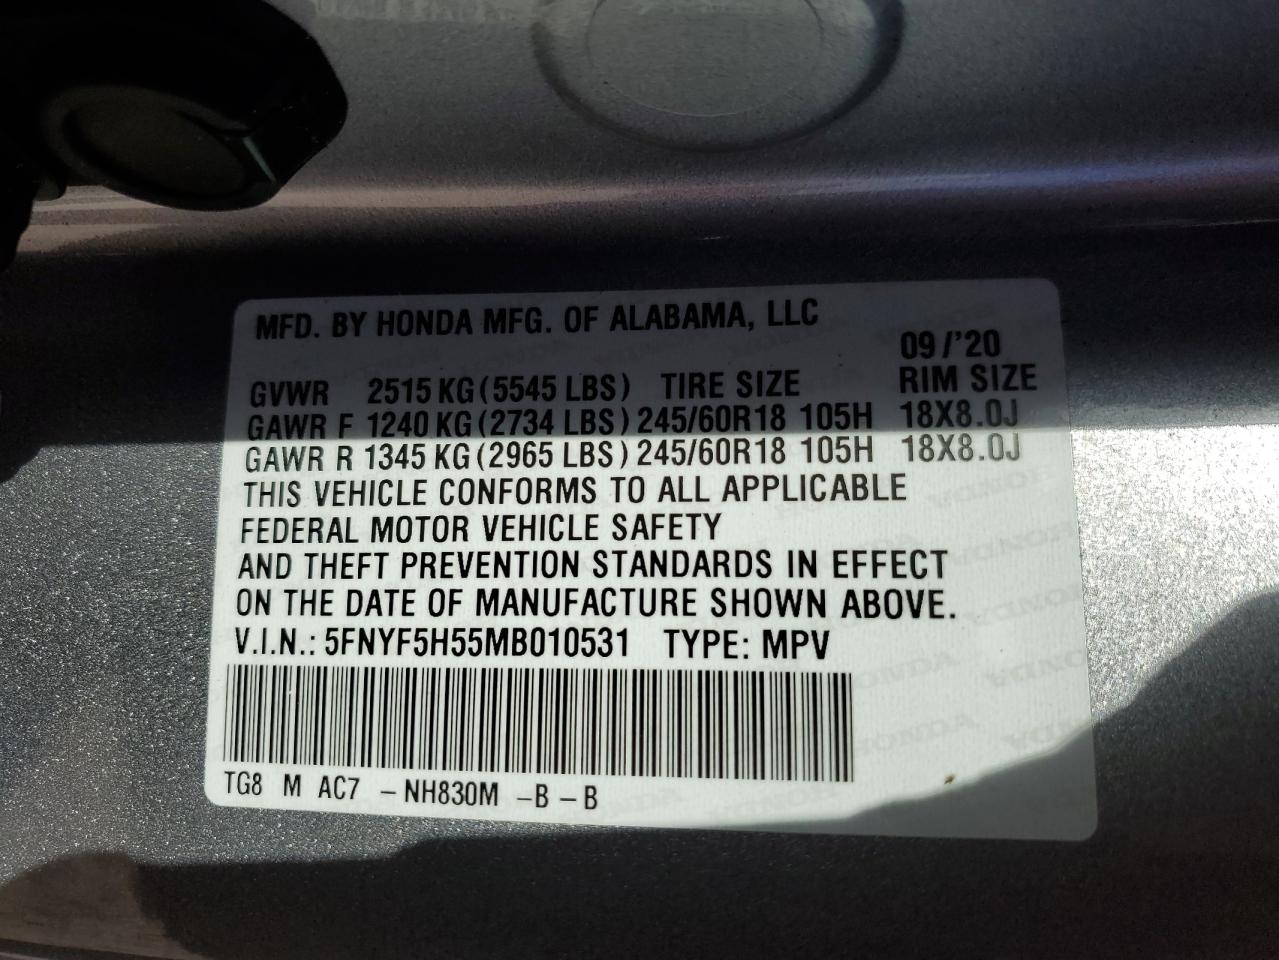 MFD. BY HONDA MFG. OF ALABAMA, LLC
09/'20
GVWR 2515 KG (5545 LBS) TIRE SIZE RIM SIZE
GAWR F 1240 KG (2734 LBS) 245/60R18 105H 18X8.0J
GAWR R 1345 KG (2965 LBS) 245/60R18 105H 18X8.0J
THIS VEHICLE CONFORMS TO ALL APPLICABLE
FEDERAL MOTOR VEHICLE SAFETY
AND THEFT PREVENTION STANDARDS IN EFFECT
ON THE DATE OF MANUFACTURE SHOWN ABOVE.
V.I.N.: 5FNYF5H55MB010531 TYPE: MPV
TG8 M AC7 – NH830M – B – B